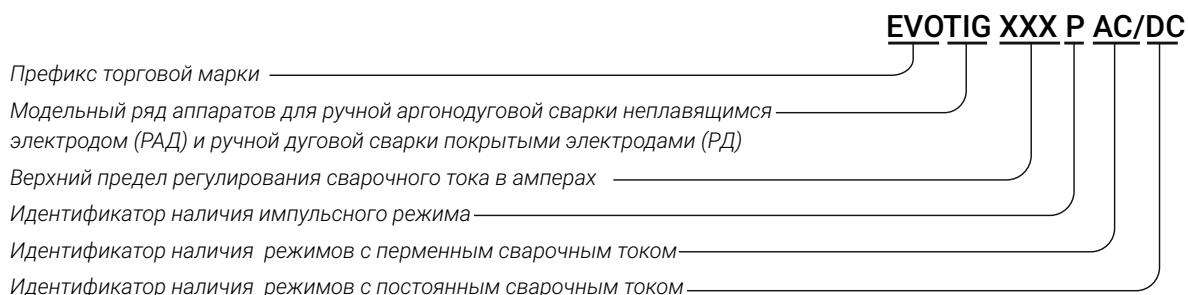 EVOTIG XXX P AC/DC
Префикс торговой марки
Модельный ряд аппаратов для ручной аргонодуговой сварки неплавящимся
электродом (РАД) и ручной дуговой сварки покрытыми электродами (РД)
Верхний предел регулирования сварочного тока в амперах
Идентификатор наличия импульсного режима
Идентификатор наличия режимов с перменным сварочным током
Идентификатор наличия режимов с постоянным сварочным током